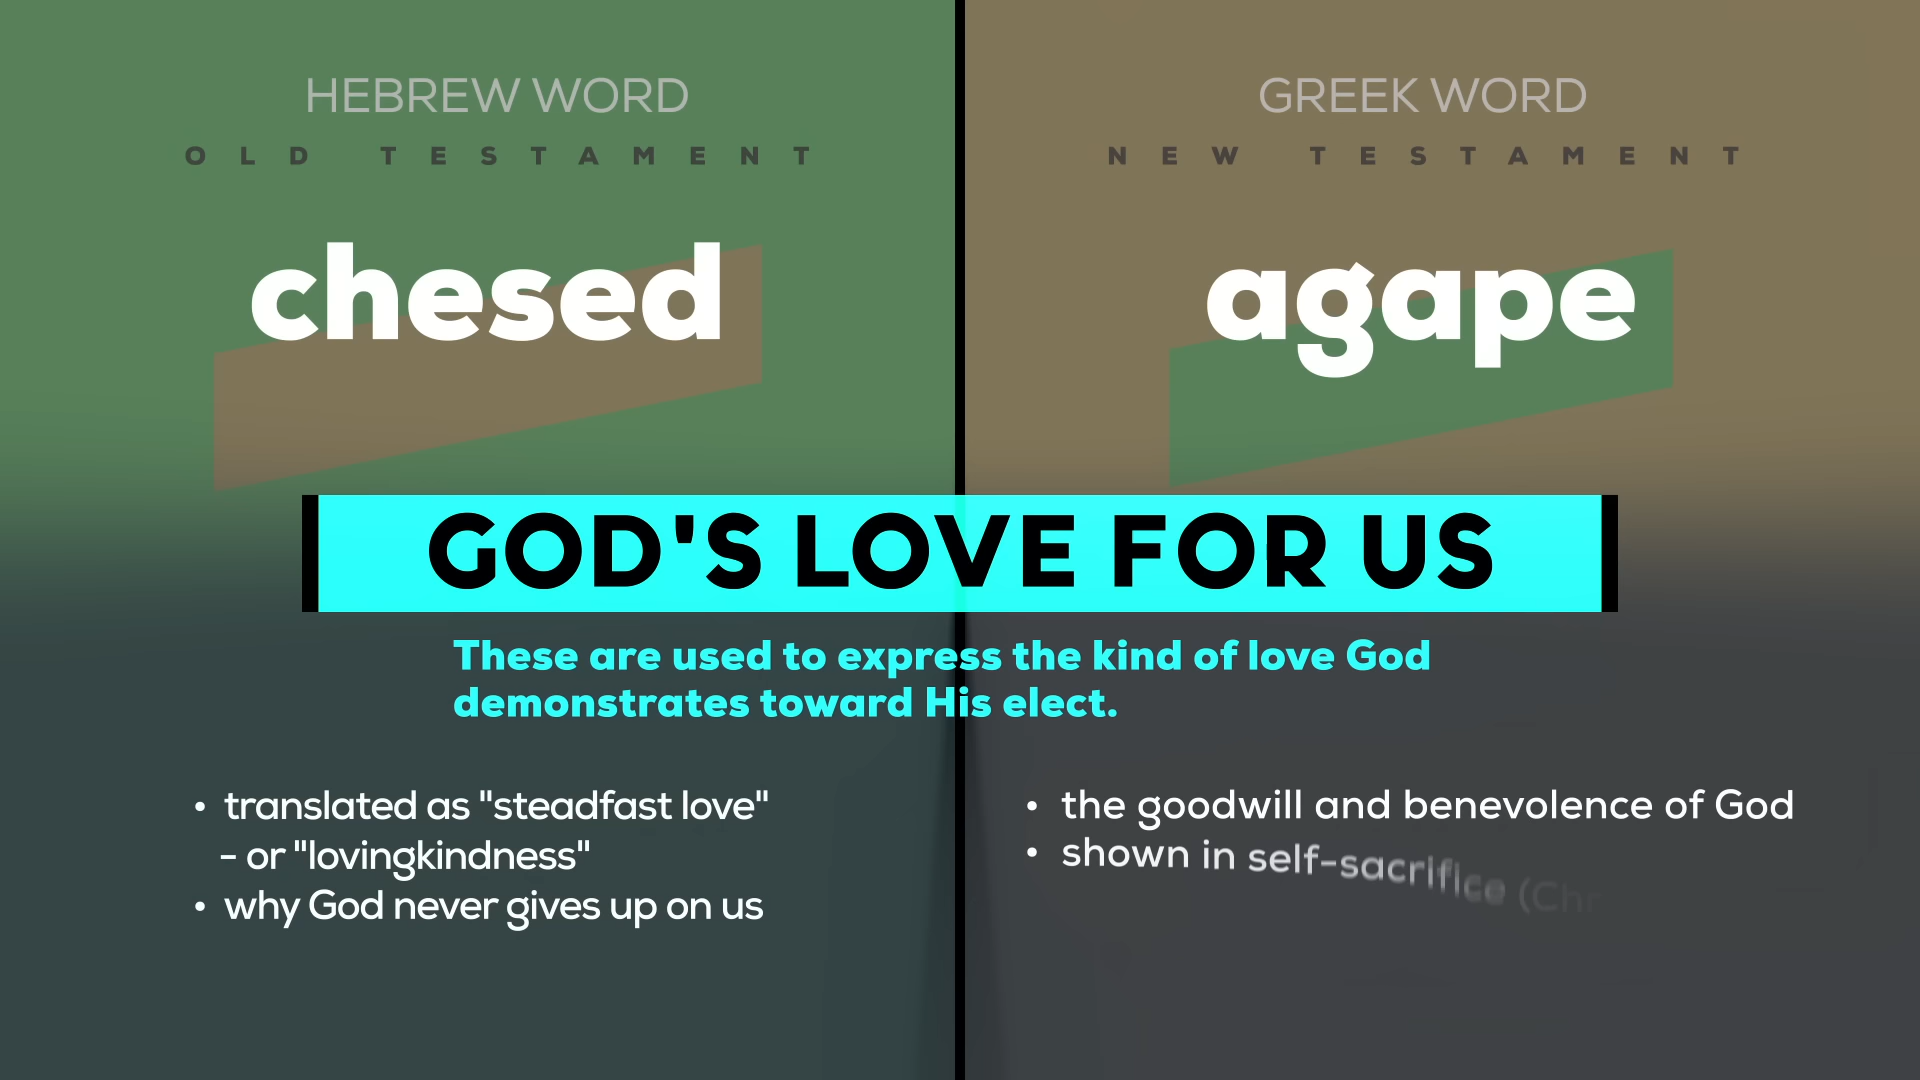 HEBREW WORD
OLD TESTAMENT
chesed
GREEK WORD
NEW TESTAMENT
agape
GOD'S LOVE FOR US
These are used to express the kind of love God
demonstrates toward His elect.
• translated as "steadfast love"
- or "lovingkindness"
• why God never gives up on us
• the goodwill and benevolence of God
• shown in self-sacrifice